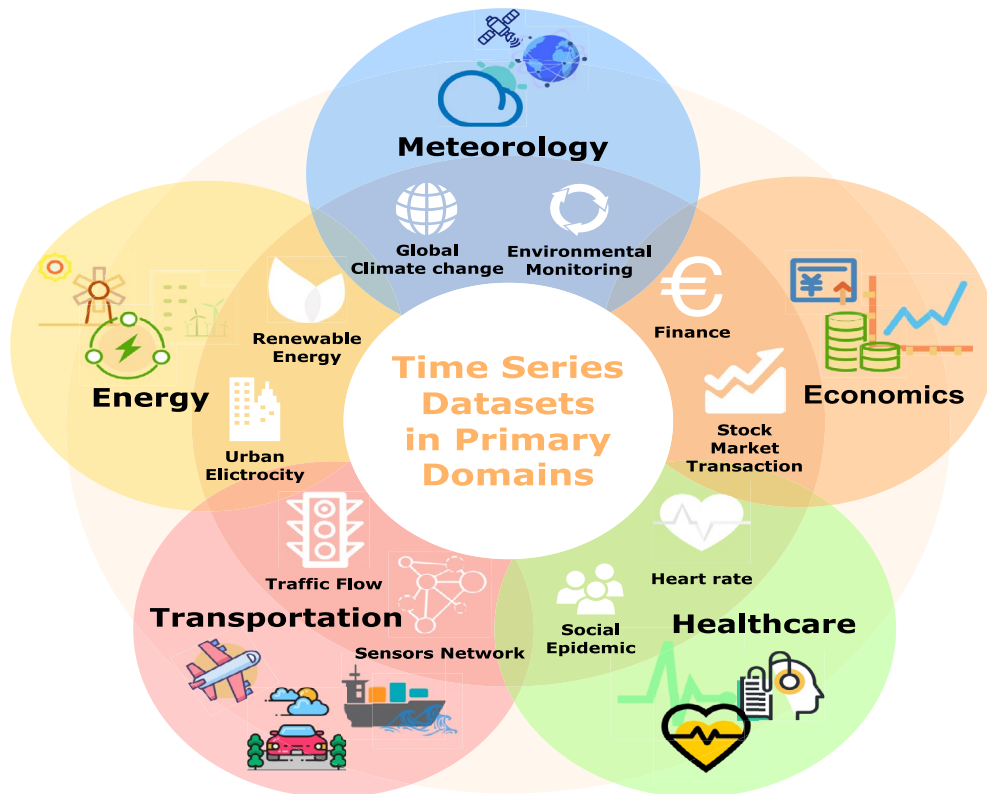 Meteorology
Global
Climate change
Environmental
Monitoring
Renewable
Energy
Energy
Urban
Elictrocity
€
Finance
¥
Economics
Stock
Market
Transaction
Time Series
Datasets
in Primary
Domains
Traffic Flow
Transportation
Sensors Network
Heart rate
Healthcare
Social
Epidemic